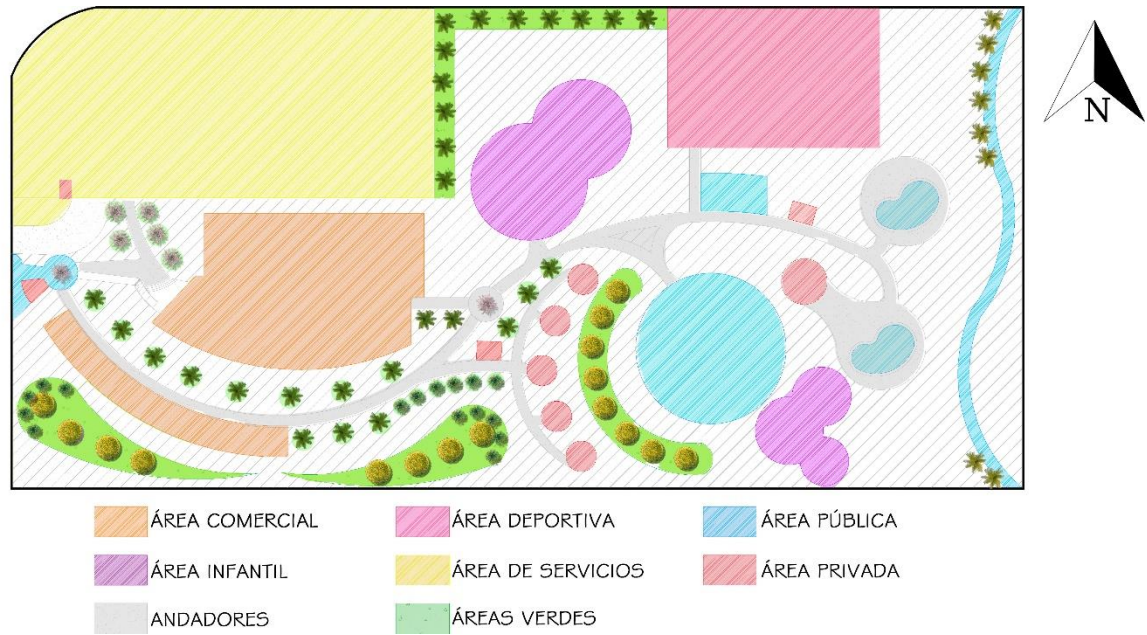 N
ÁREA COMERCIAL
ÁREA DEPORTIVA
ÁREA PÚBLICA
ÁREA INFANTIL
ÁREA DE SERVICIOS
ÁREA PRIVADA
ANDADORES
ÁREAS VERDES